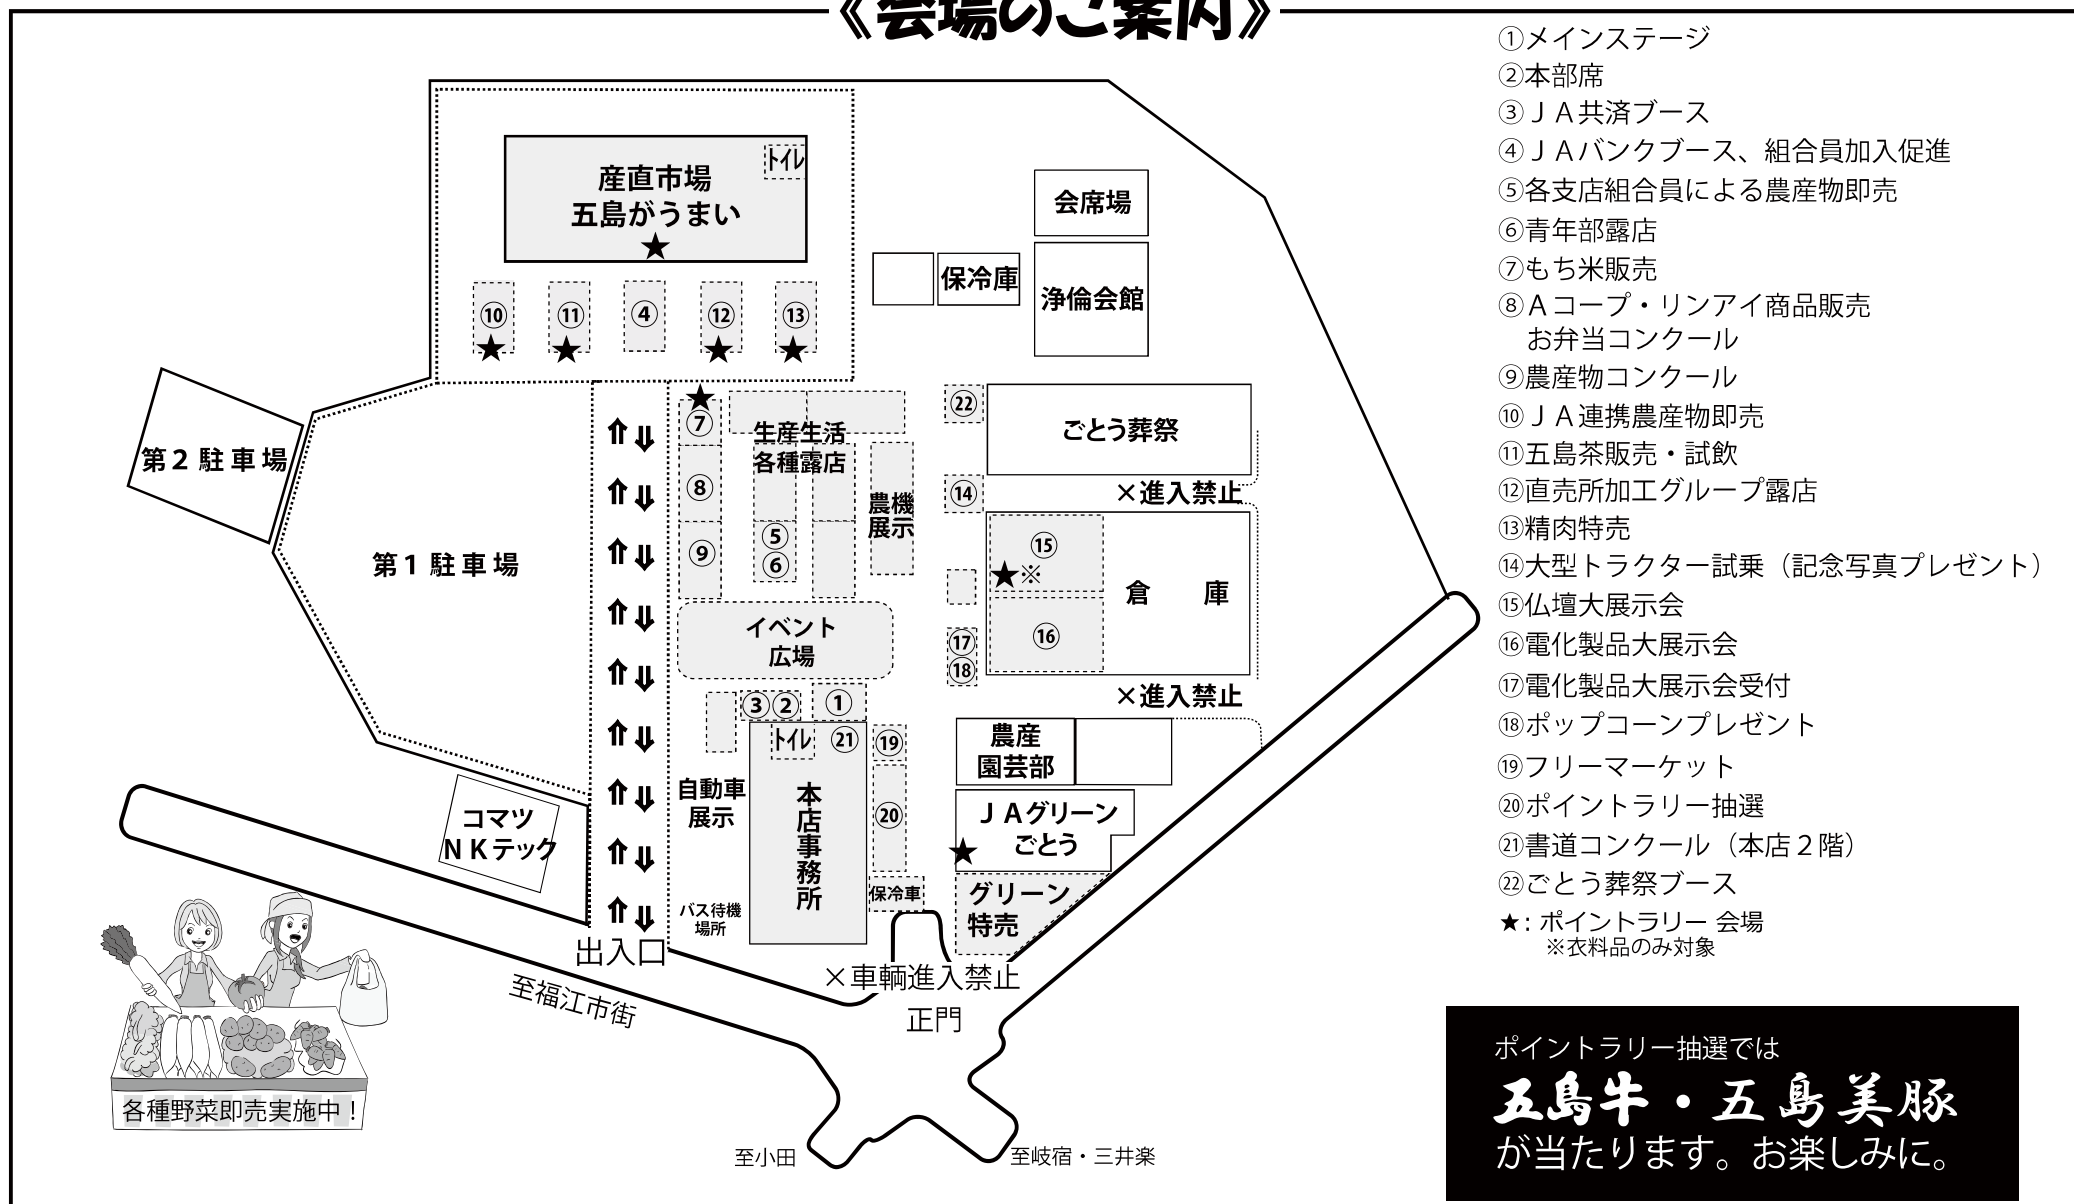 《会場のご案内》
①メインステージ
②本部席
③ＪＡ共済ブース
④ＪＡバンクブース、組合員加入促進
⑤各支店組合員による農産物即売
⑥青年部露店
⑦もち米販売
⑧Ａコープ・リンアイ商品販売
お弁当コンクール
⑨農産物コンクール
⑩ＪＡ連携農産物即売
⑪五島茶販売・試飲
⑫直売所加工グループ露店
⑬精肉特売
⑭大型トラクター試乗（記念写真プレゼント）
⑮仏壇大展示会
⑯電化製品大展示会
⑰電化製品大展示会受付
⑱ポップコーンプレゼント
⑲フリーマーケット
⑳ポイントラリー抽選
㉑書道コンクール（本店２階）
㉒ごとう葬祭ブース
★：ポイントラリー 会場
※衣料品のみ対象
トイレ
産直市場
五島がうまい
★
会席場
保冷庫
浄倫会館
⑩ ⑪ ④ ⑫ ⑬
★ ★ ★ ★
第２駐車場
第１駐車場
★
⑦
⑧
⑨
生産生活
各種露店
⑤
⑥
農機
展示
㉒
ごとう葬祭
×進入禁止
⑭
⑮
★※
⑯
倉 庫
⑰
⑱
×進入禁止
イベント
広場
③ ② ①
トイレ ㉑
本店事務所
⑲
⑳
自動車
展示
農産
園芸部
ＪＡグリーン
ごとう
★
グリーン
特売
保冷車
バス待機
場所
コマツ
ＮＫテック
出入口
×車輌進入禁止
正門
至福江市街
至小田
至岐宿・三井楽
各種野菜即売実施中！
ポイントラリー抽選では
五島牛・五島美豚
が当たります。お楽しみに。